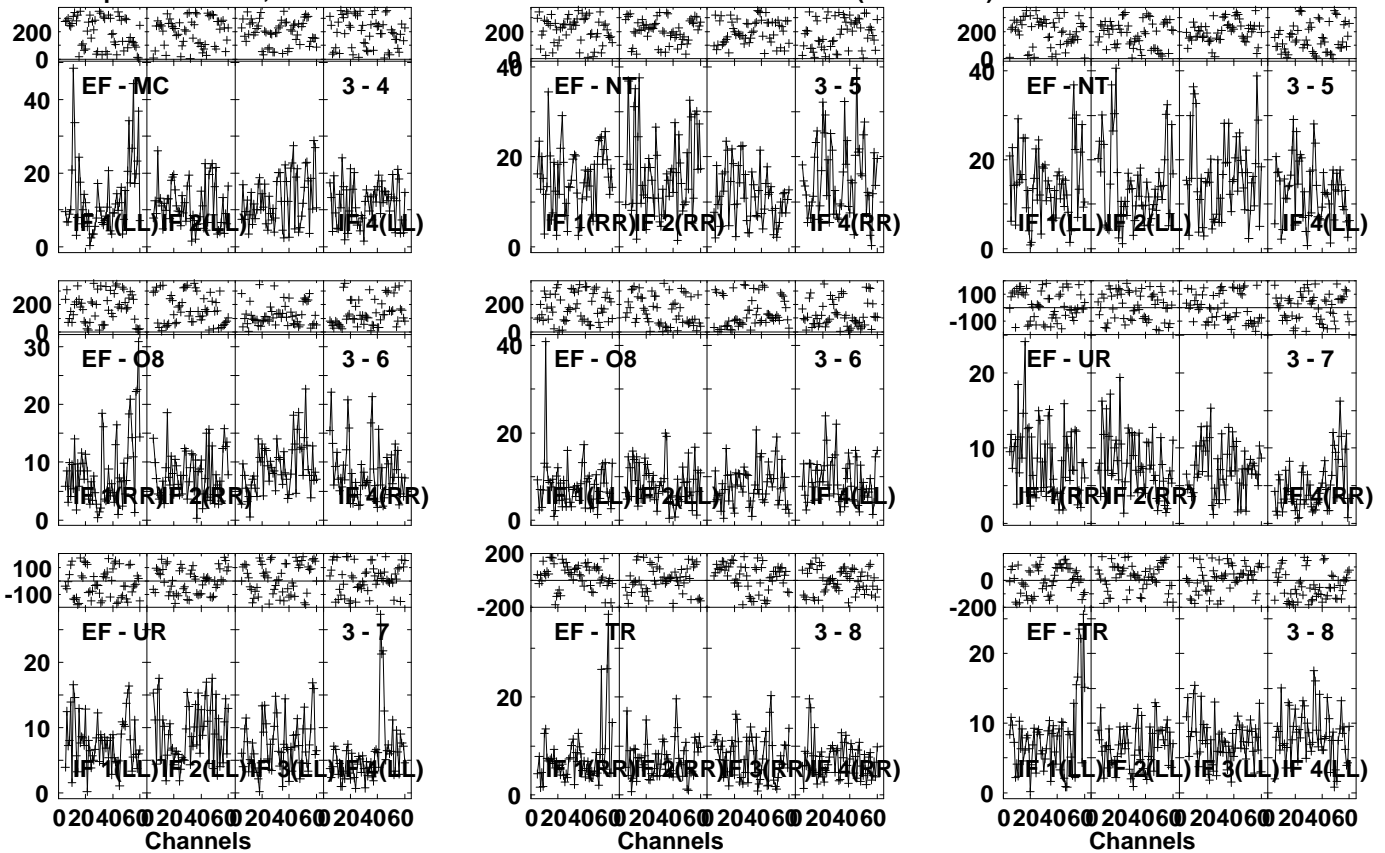 200 200 200
0 0 0
EF - MC 3 - 4 EF - NT 3 - 5 EF - NT 3 - 5
40 40 40
30
20 20 20
10
0 0 0
IF 1(LL) IF 2(LL) IF 4(LL) IF 1(RR) IF 2(RR) IF 4(RR) IF 1(LL) IF 2(LL) IF 4(LL)
200 200 100
0 0 -100
EF - O8 3 - 6 EF - O8 3 - 6 EF - UR 3 - 7
30 40 20
20 20 10
10
0 0 0
IF 1(RR) IF 2(RR) IF 4(RR) IF 1(LL) IF 2(LL) IF 4(LL) IF 1(RR) IF 2(RR) IF 4(RR)
100 200 200
-100 -200 0
-200
EF - UR 3 - 7 EF - TR 3 - 8 EF - TR 3 - 8
20 20 20
10 10
0 0 0
IF 1(LL) IF 2(LL) IF 3(LL) IF 4(LL) IF 1(RR) IF 2(RR) IF 3(RR) IF 4(RR) IF 1(LL) IF 2(LL) IF 3(LL) IF 4(LL)
0 20 40 60 0 20 40 60 0 20 40 60 0 20 40 60 0 20 40 60 0 20 40 60 0 20 40 60 0 20 40 60 0 20 40 60 0 20 40 60 0 20 40 60 0 20 40 60
Channels Channels Channels